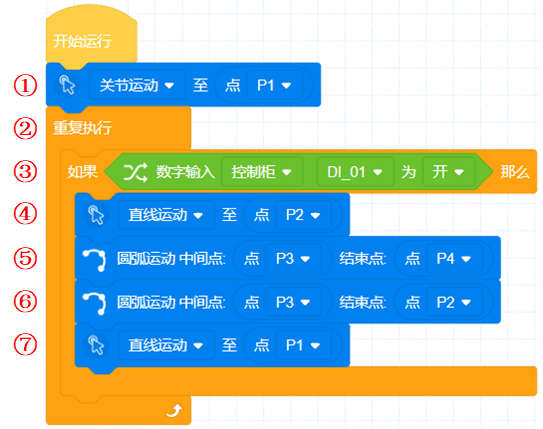 开始运行
① 关节运动 至 点 P1
② 重复执行
③ 如果 数字输入 控制柜 DI_01 为 开 那么
④ 直线运动 至 点 P2
⑤ 圆弧运动 中间点: 点 P3 结束点: 点 P4
⑥ 圆弧运动 中间点: 点 P3 结束点: 点 P2
⑦ 直线运动 至 点 P1